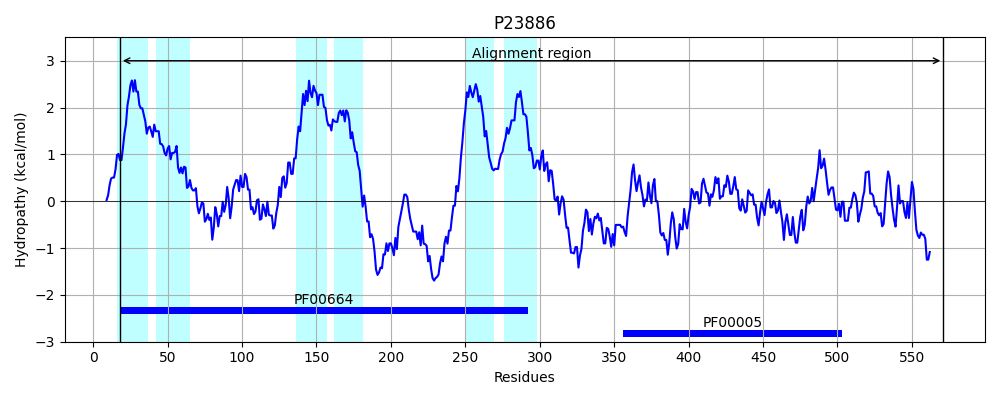 P23886
Alignment region
3
2
1
0
−1
−2
−3
Hydropathy (kcal/mol)
PF00664
PF00005
0 50 100 150 200 250 300 350 400 450 500 550
Residues